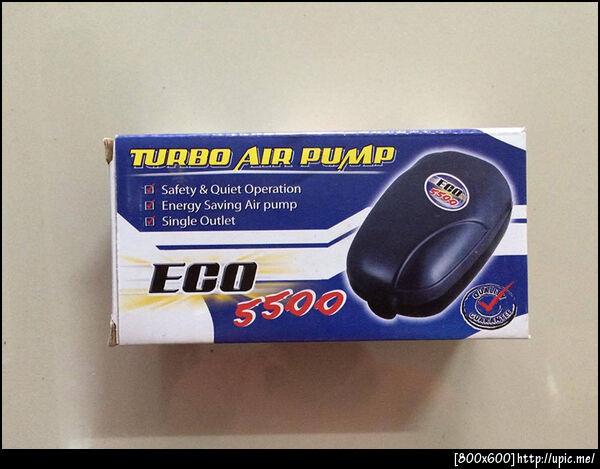 TURBO AIR PUMP
Safety & Quiet Operation
Energy Saving Air pump
Single Outlet
ECO
5500
ECO
5500
QUALITY
GUARANTEED
[800x600]http://upic.me/